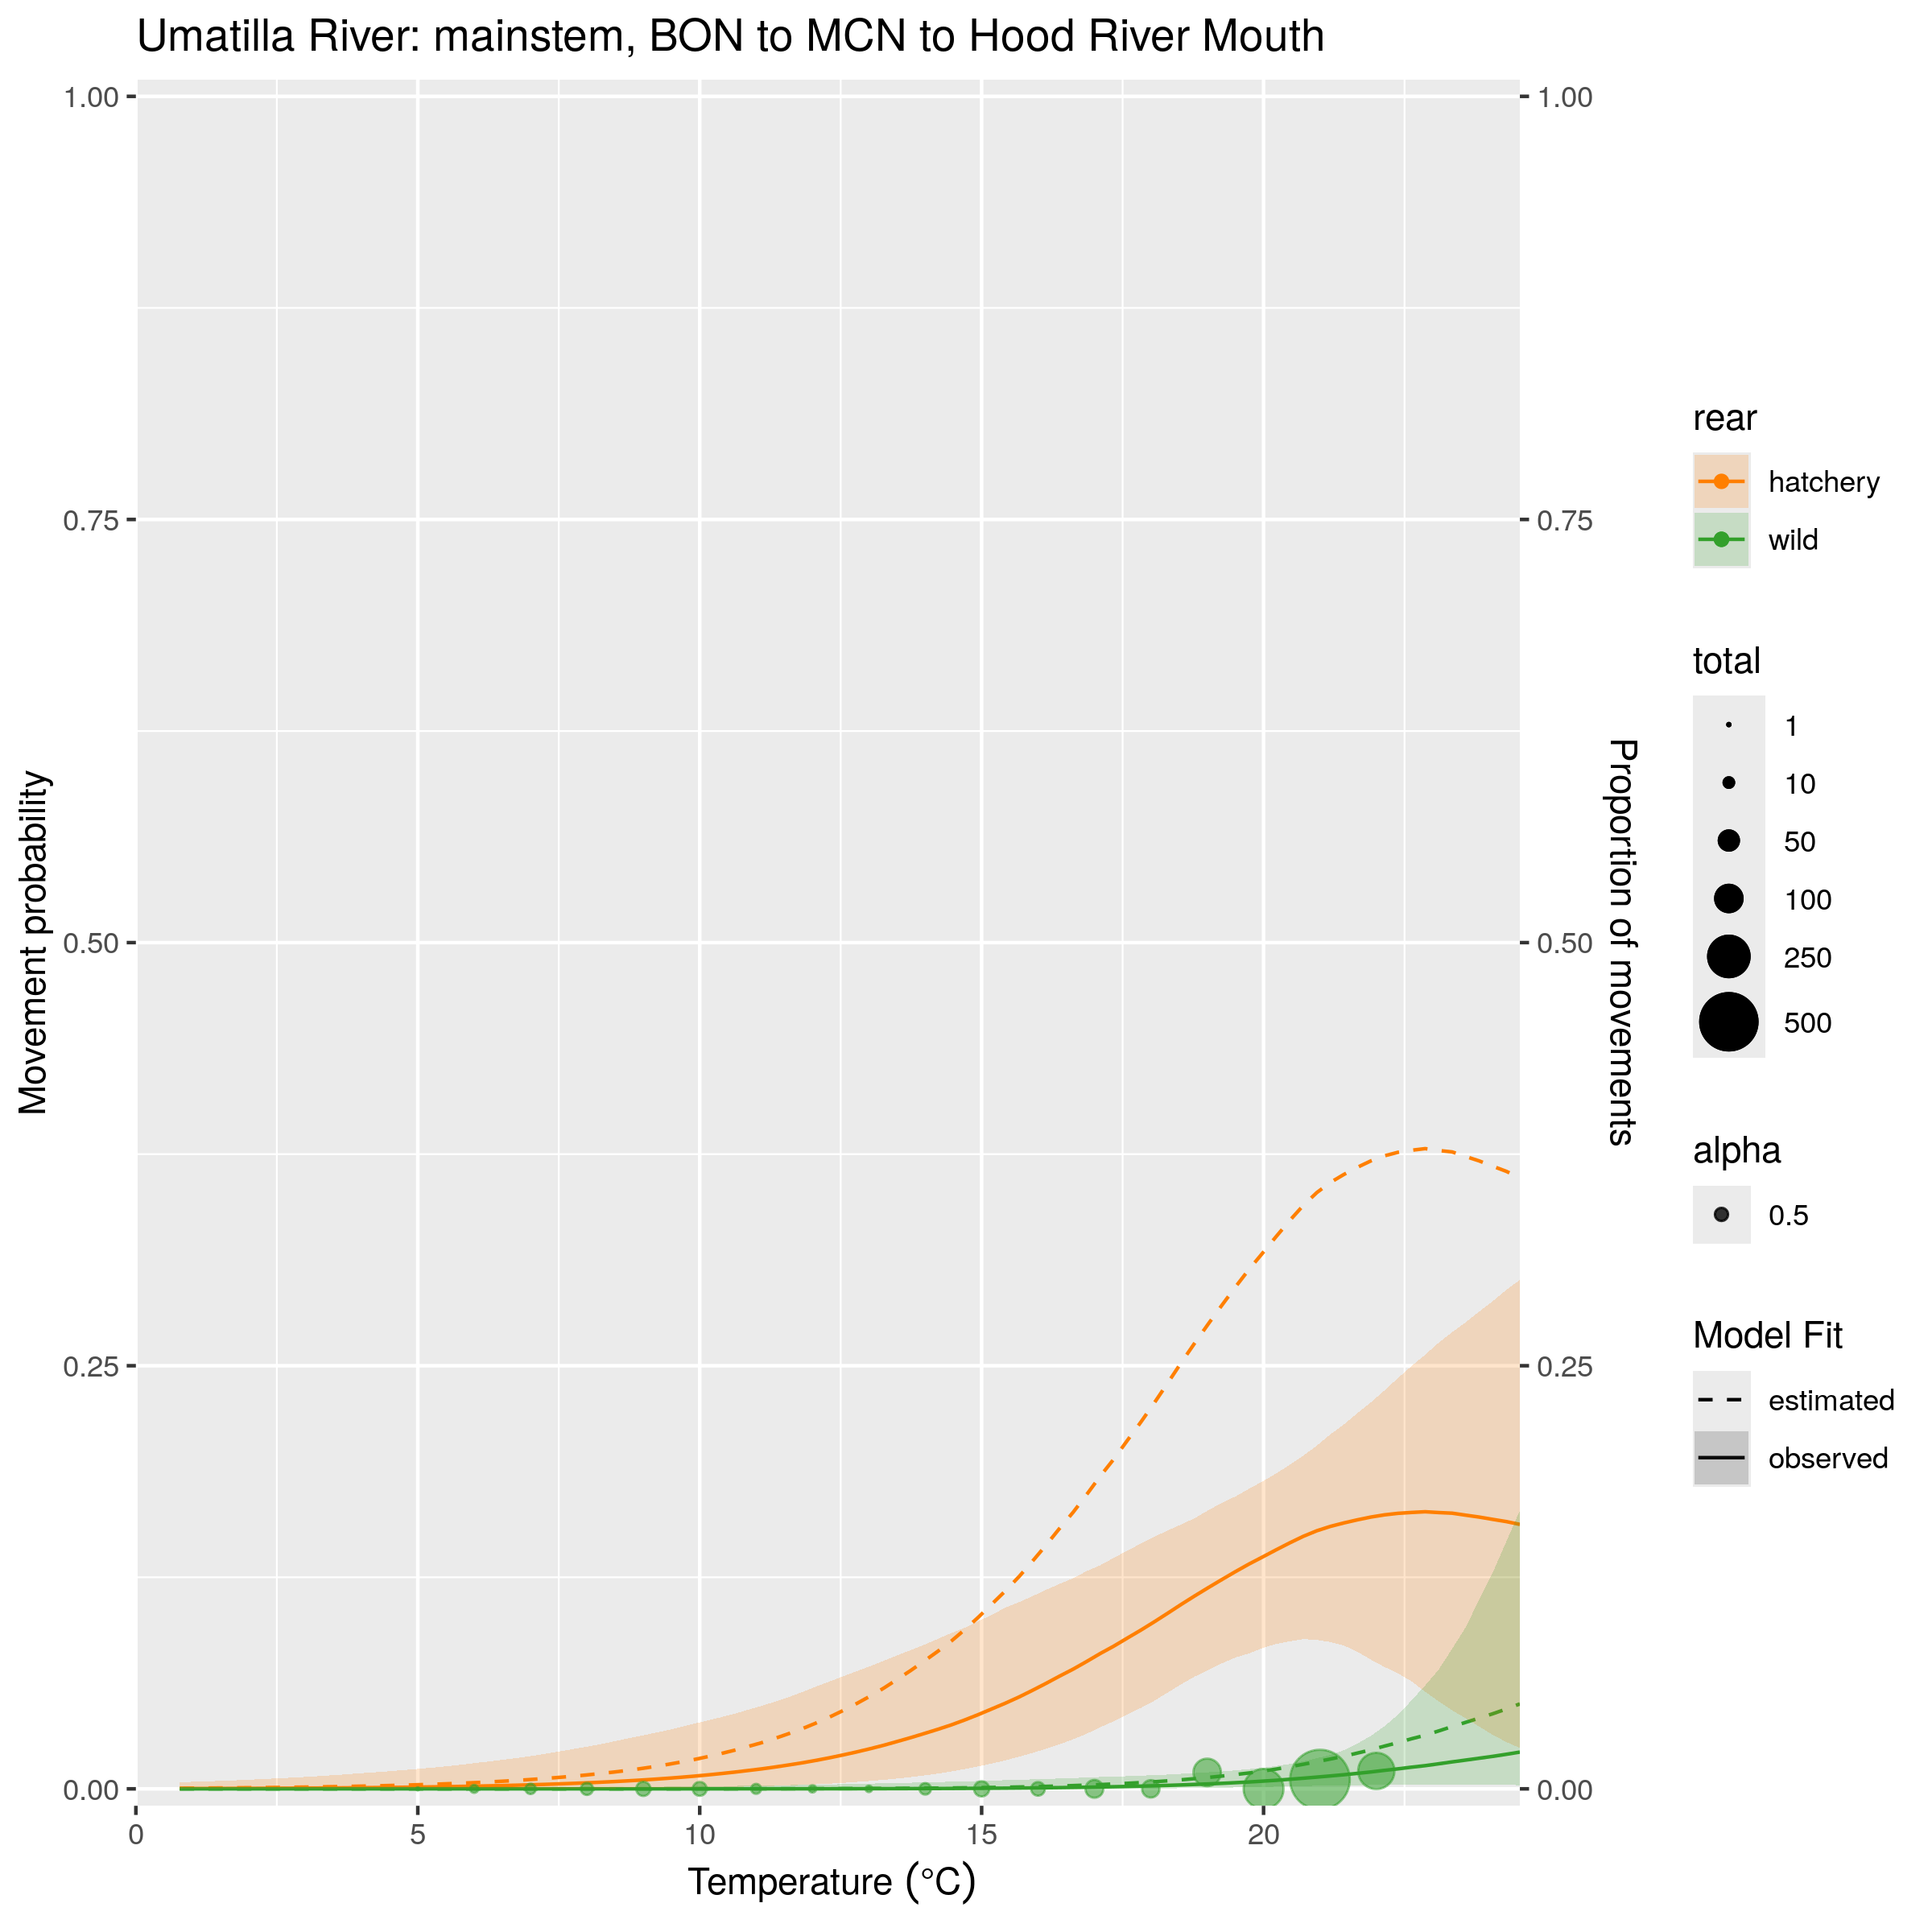 Umatilla River: mainstem, BON to MCN to Hood River Mouth
Movement probability
1.00
0.75
0.50
0.25
0.00
0
5
10
15
20
Temperature (°C)
1.00
0.75
0.50
0.25
0.00
Proportion of movements
rear
hatchery
wild
total
1
10
50
100
250
500
alpha
0.5
Model Fit
estimated
observed